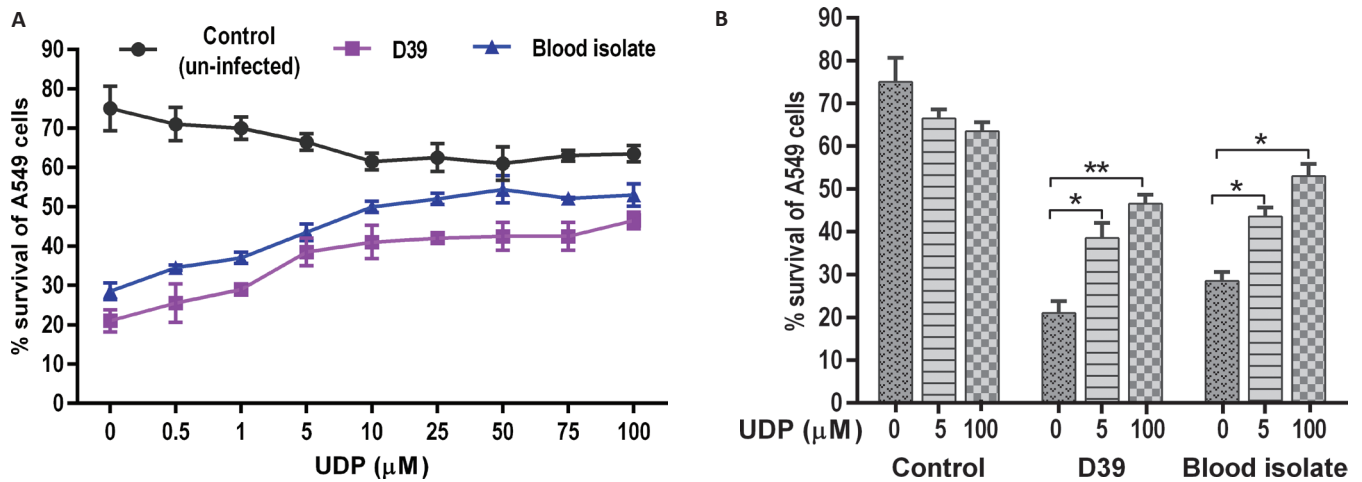 A
Control
(un-infected)
D39
Blood isolate
% survival of A549 cells
90
80
70
60
50
40
30
20
10
0
0 0.5 1 5 10 25 50 75 100
UDP (μM)
B
% survival of A549 cells
90
80
70
60
50
40
30
20
10
0
*
**
*
*
UDP (μM) 0 5 100 0 5 100 0 5 100
Control D39 Blood isolate